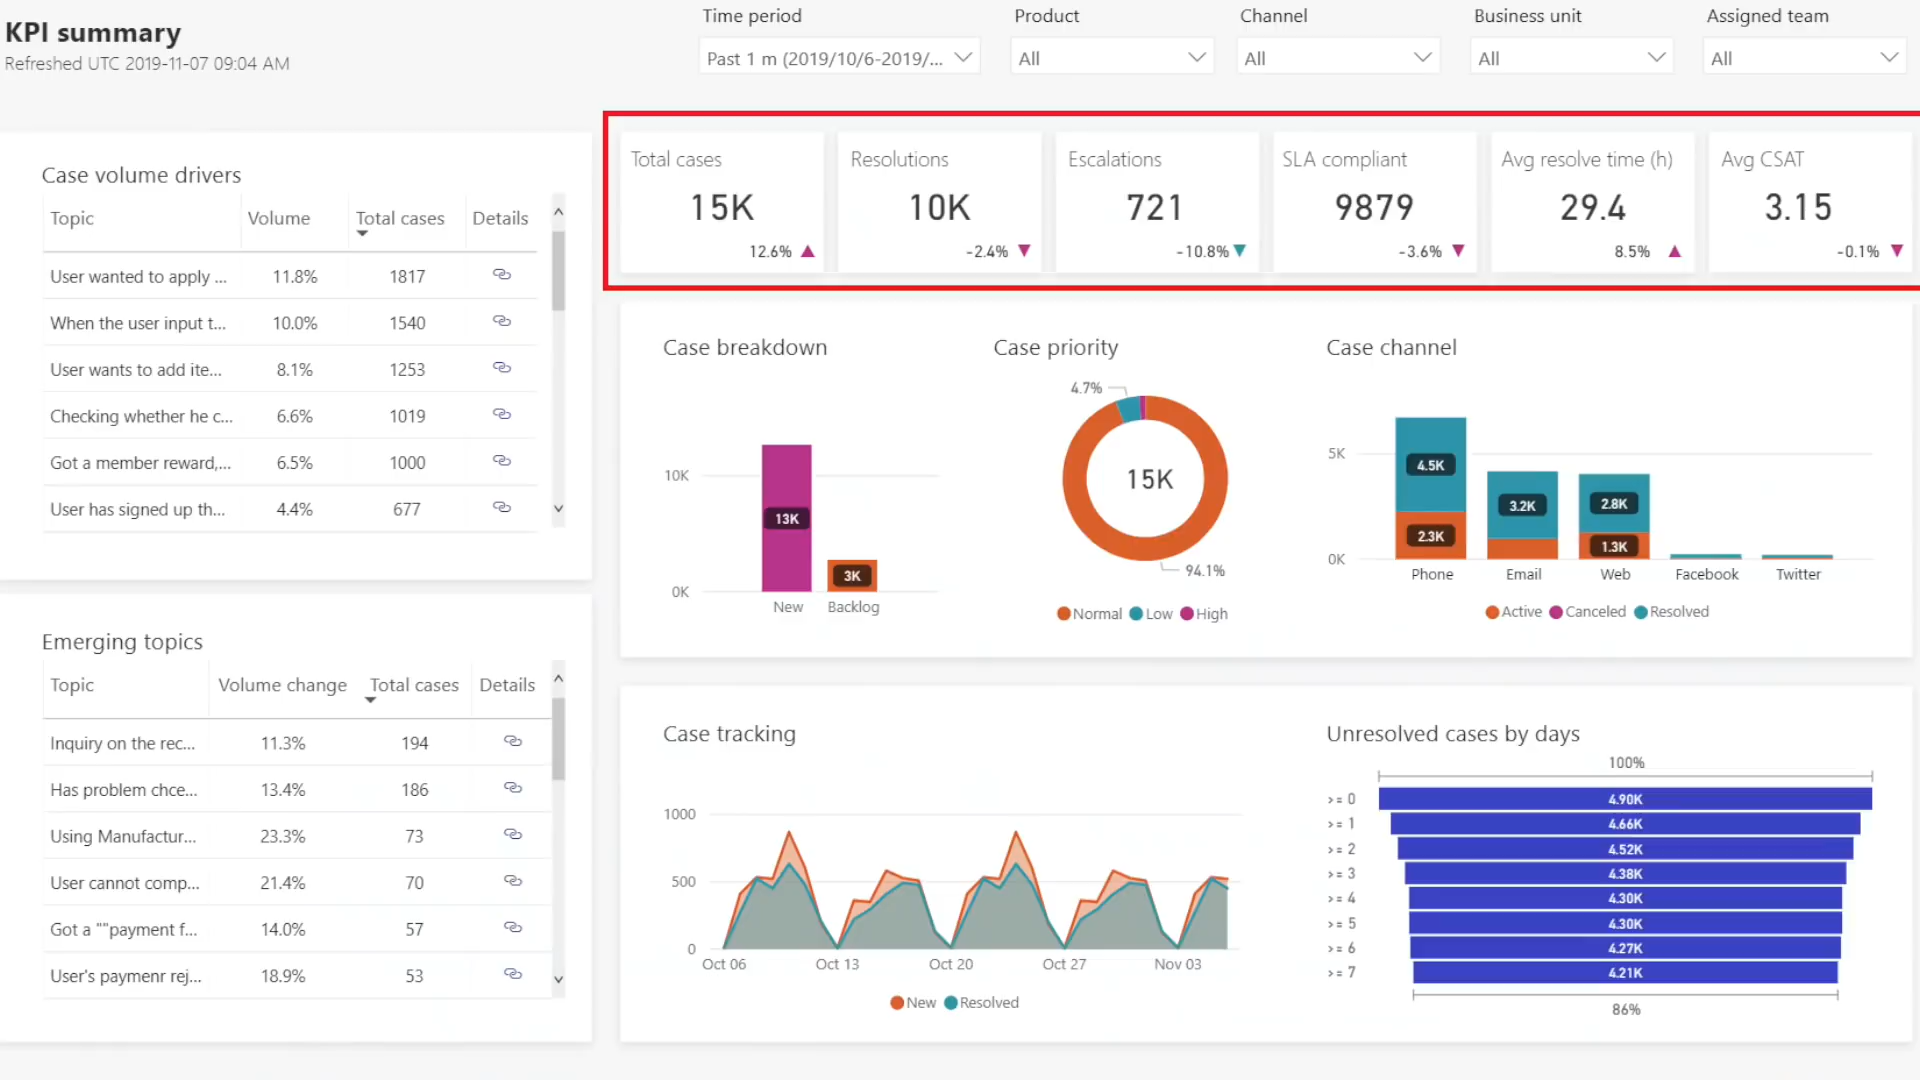 KPI summary
Refreshed UTC 2019-11-07 09:04 AM
Time period
Past 1 m (2019/10/6-2019/...
Product
All
Channel
All
Business unit
All
Assigned team
All
Total cases
15K
12.6%
Resolutions
10K
-2.4%
Escalations
721
-10.8%
SLA compliant
9879
-3.6%
Avg resolve time (h)
29.4
8.5%
Avg CSAT
3.15
-0.1%
Case volume drivers
Topic Volume Total cases Details
User wanted to apply ... 11.8% 1817
When the user input t... 10.0% 1540
User wants to add ite... 8.1% 1253
Checking whether he c... 6.6% 1019
Got a member reward,... 6.5% 1000
User has signed up th... 4.4% 677
Emerging topics
Topic Volume change Total cases Details
Inquiry on the rec... 11.3% 194
Has problem chce... 13.4% 186
Using Manufactur... 23.3% 73
User cannot comp... 21.4% 70
Got a ""payment f... 14.0% 57
User's paymenr rej... 18.9% 53
Case breakdown
10K
0K
13K
3K
New Backlog
Case priority
4.7%
15K
94.1%
Normal Low High
Case channel
5K
0K
4.5K
2.3K
3.2K
2.8K
1.3K
Phone Email Web Facebook Twitter
Active Canceled Resolved
Case tracking
1000
500
0
Oct 06 Oct 13 Oct 20 Oct 27 Nov 03
New Resolved
Unresolved cases by days
100%
>= 0 4.90K
>= 1 4.66K
>= 2 4.52K
>= 3 4.38K
>= 4 4.30K
>= 5 4.30K
>= 6 4.27K
>= 7 4.21K
86%